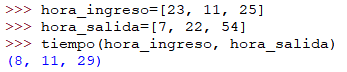 >>> hora_ingreso=[23, 11, 25]
>>> hora_salida=[7, 22, 54]
>>> tiempo(hora_ingreso, hora_salida)
(8, 11, 29)